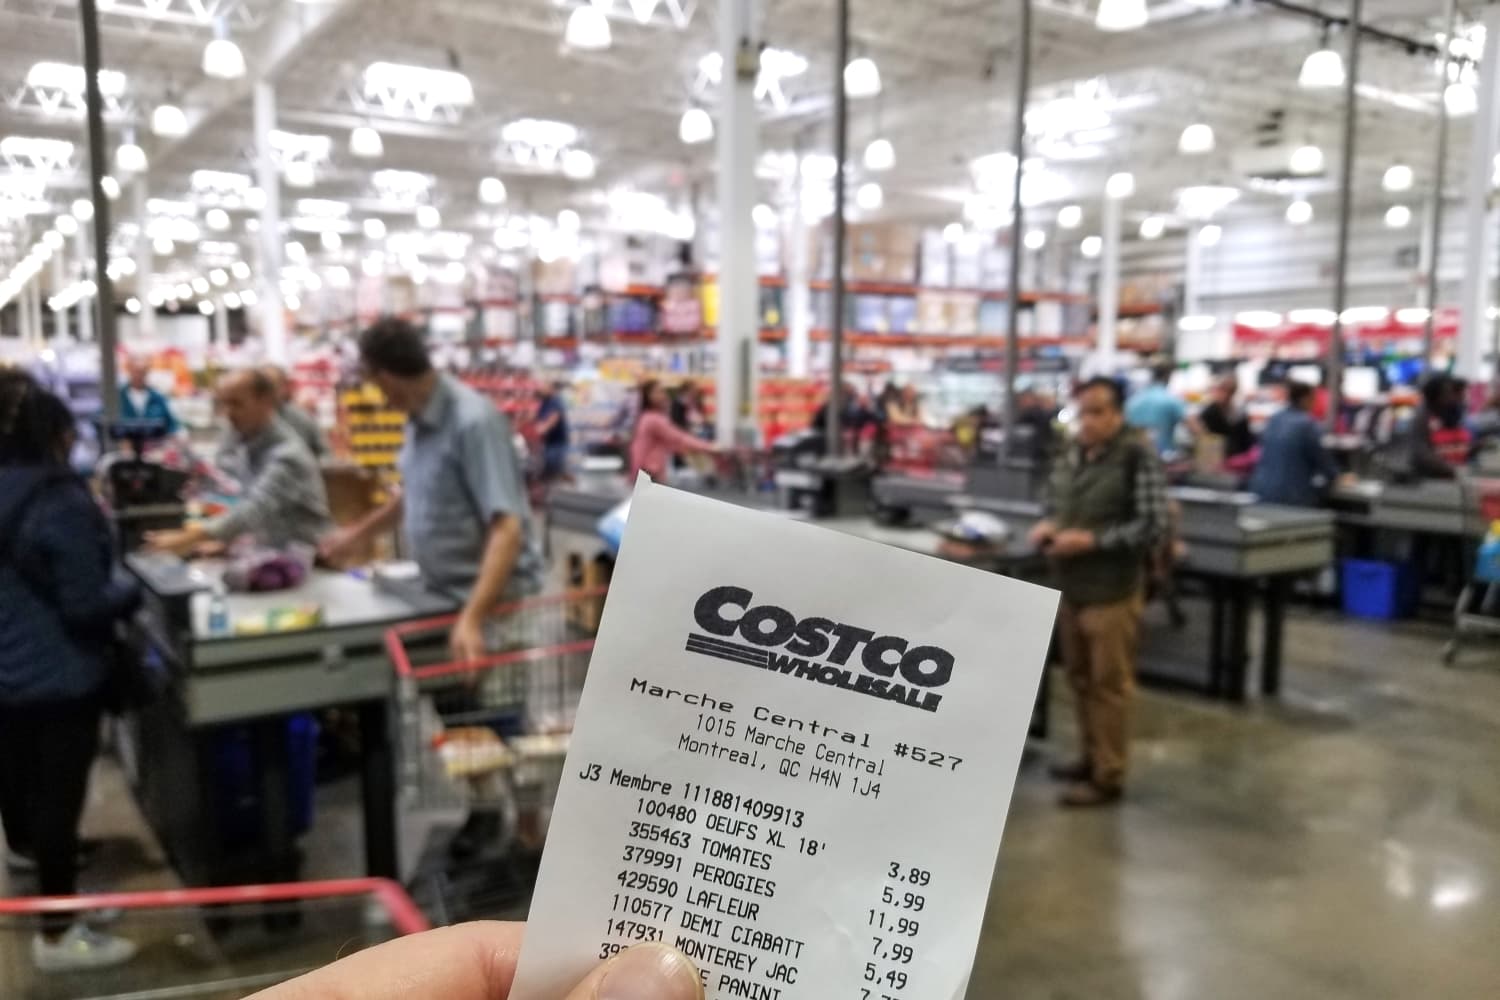 COSTCO
WHOLESALE
Marche Central #527
1015 Marche Central
Montreal, QC H4N 1J4
J3 Membre 111881409913
100480 OEUFS XL 18' 3,89
355463 TOMATES 5,99
379991 PEROGIES 11,99
429590 LAFLEUR 7,99
110577 DEMI CIABATT 5,49
147931 MONTEREY JAC
PANINI